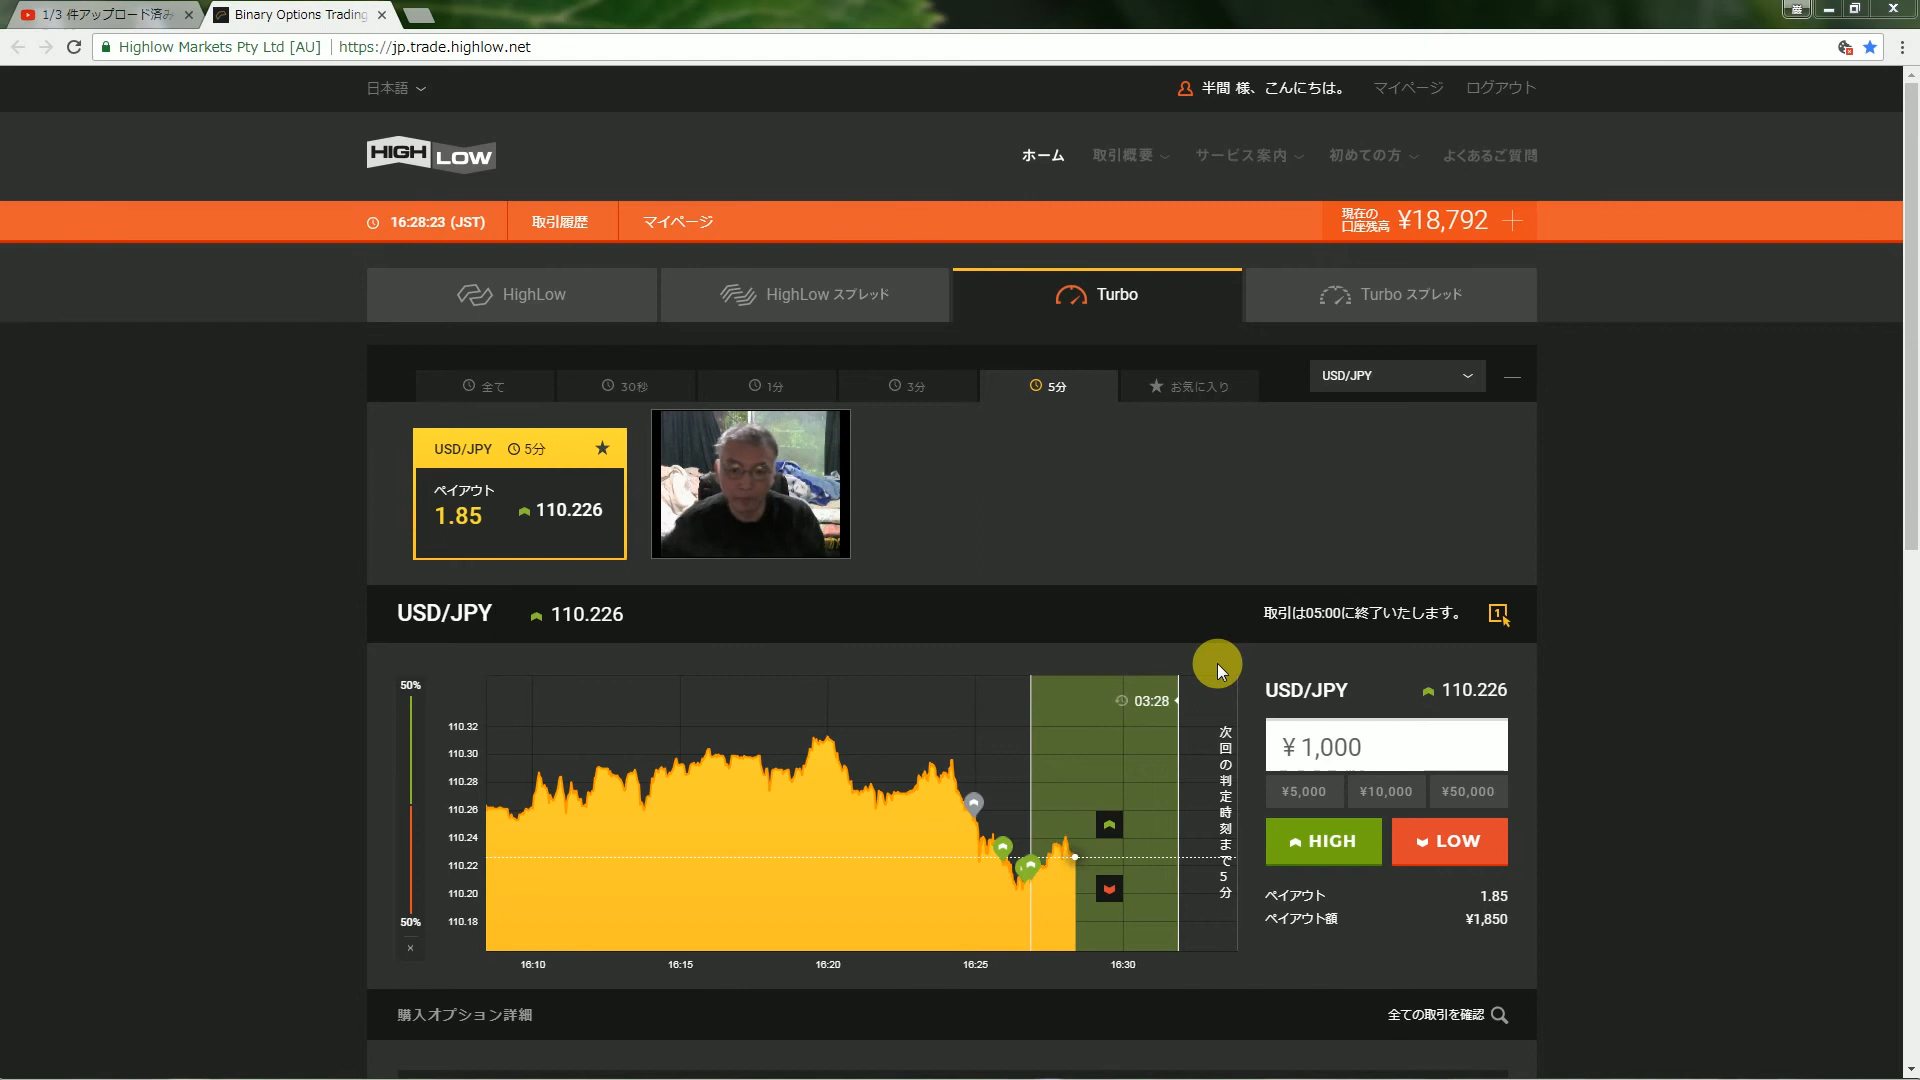 1/3 件アップロード済み
Binary Options Trading
Highlow Markets Pty Ltd [AU]
https://jp.trade.highlow.net
日本語
半間 様、こんにちは。
マイページ
ログアウト
HIGH LOW
ホーム
取引概要
サービス案内
初めての方
よくあるご質問
16:28:23 (JST)
取引履歴
マイページ
現在の
口座残高
¥18,792
HighLow
HighLow スプレッド
Turbo
Turbo スプレッド
全て
30秒
1分
3分
5分
お気に入り
USD/JPY
USD/JPY 5分
ペイアウト
1.85
110.226
USD/JPY 110.226
取引は05:00に終了いたします。
1
50%
50%
×
110.32
110.30
110.28
110.26
110.24
110.22
110.20
110.18
16:10
16:15
16:20
16:25
16:30
03:28
次回の判定時刻まで5分
USD/JPY
110.226
¥ 1,000
¥5,000
¥10,000
¥50,000
HIGH
LOW
ペイアウト 1.85
ペイアウト額 ¥1,850
購入オプション詳細
全ての取引を確認